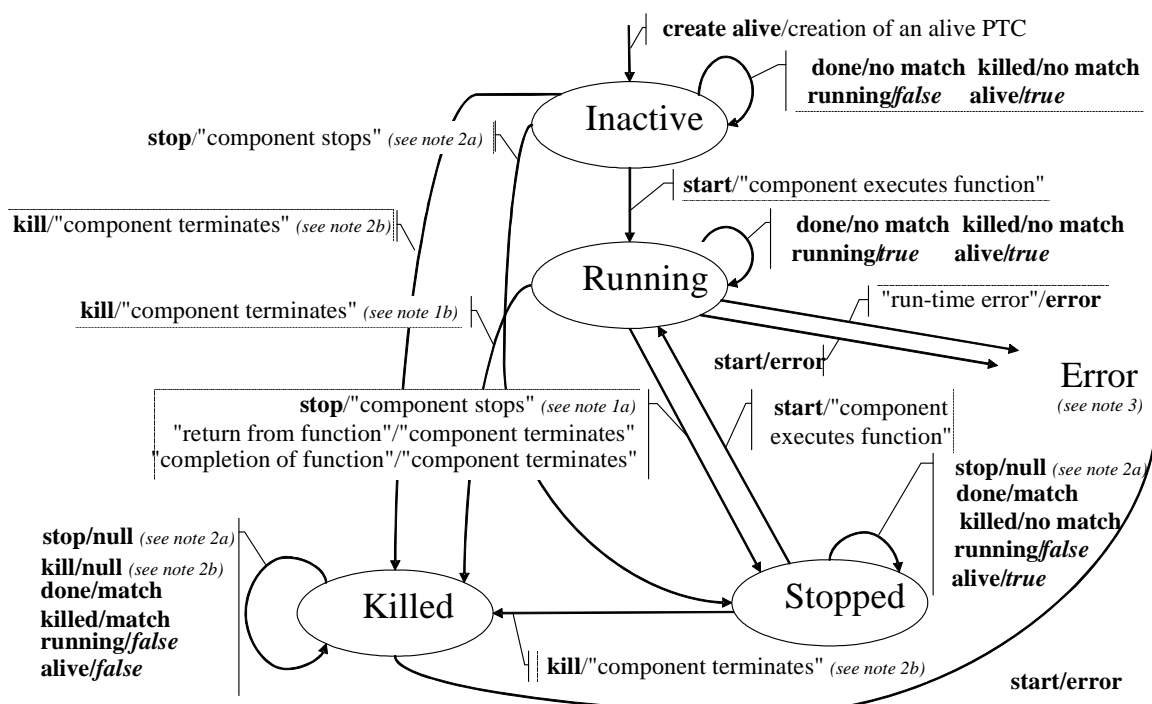 create alive/creation of an alive PTC
done/no match killed/no match
running/false alive/true
Inactive
stop/"component stops" (see note 2a)
start/"component executes function"
kill/"component terminates" (see note 2b)
done/no match killed/no match
running/true alive/true
Running
kill/"component terminates" (see note 1b)
"run-time error"/error
start/error
Error
(see note 3)
stop/"component stops" (see note 1a)
"return from function"/"component terminates"
"completion of function"/"component terminates"
start/"component
executes function"
stop/null (see note 2a)
done/match
killed/no match
running/false
alive/true
stop/null (see note 2a)
kill/null (see note 2b)
done/match
killed/match
running/false
alive/false
Killed
Stopped
kill/"component terminates" (see note 2b)
start/error